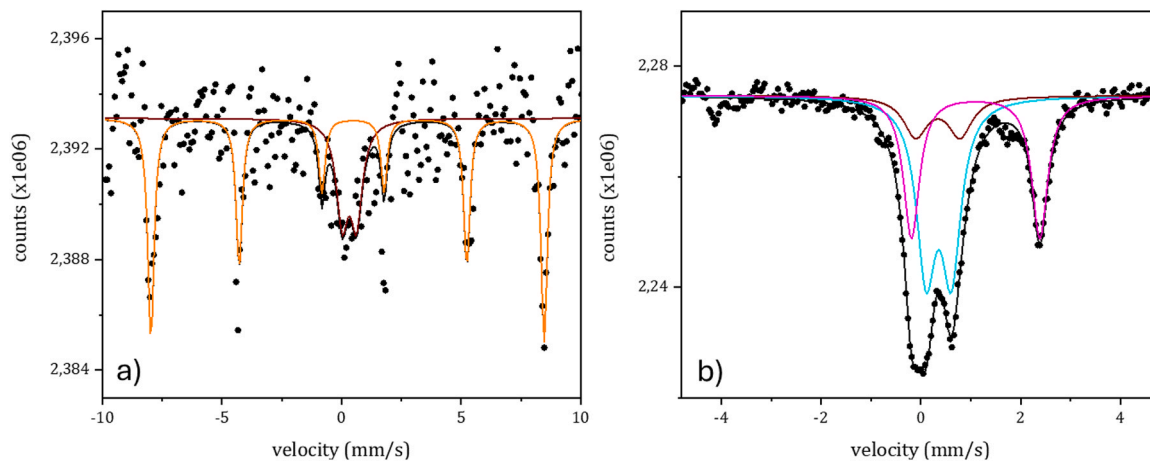 2,396
2,392
2,388
2,384
counts (x1e06)
a)
-10
-5
0
5
10
velocity (mm/s)
2,28
2,24
counts (x1e06)
b)
-4
-2
0
2
4
velocity (mm/s)